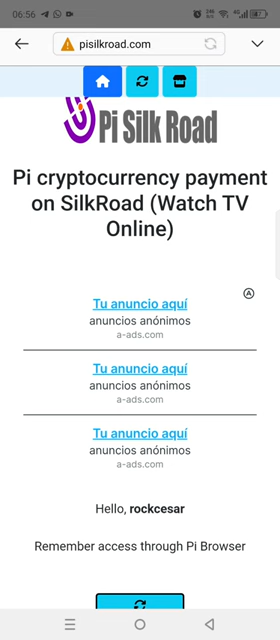 06:56
pisilkroad.com
Pi Silk Road
Pi cryptocurrency payment
on SilkRoad (Watch TV
Online)
A
Tu anuncio aquí
anuncios anónimos
a-ads.com
Tu anuncio aquí
anuncios anónimos
a-ads.com
Tu anuncio aquí
anuncios anónimos
a-ads.com
Hello, rockcesar
Remember access through Pi Browser